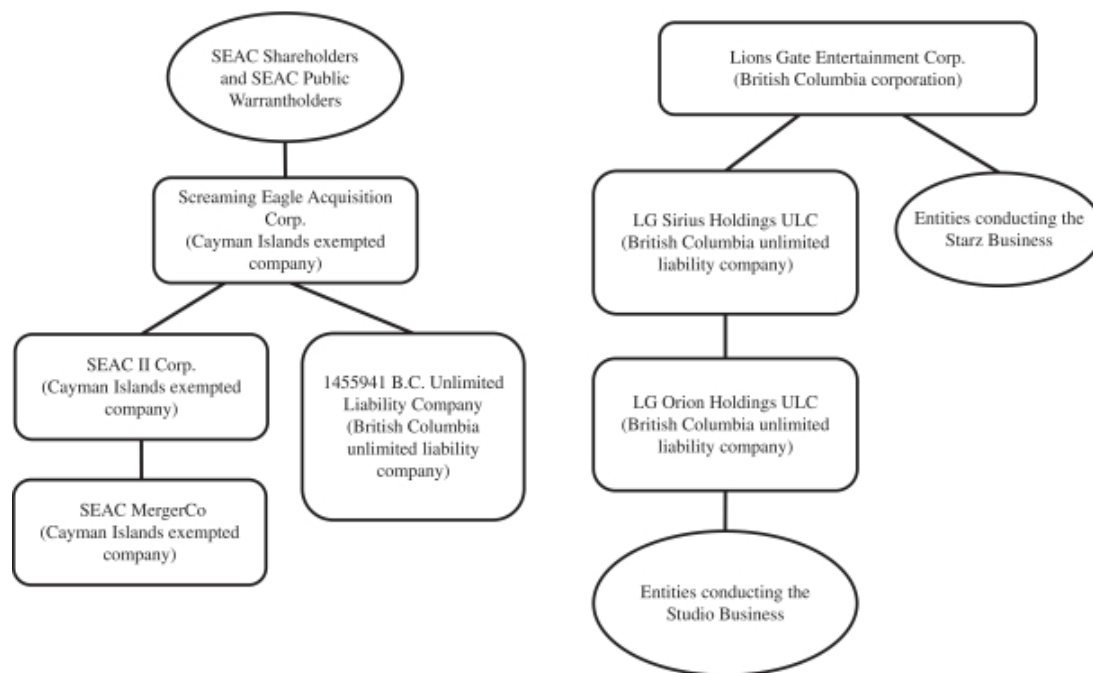 SEAC Shareholders
and SEAC Public
Warrantholders
Screaming Eagle Acquisition
Corp.
(Cayman Islands exempted
company)
SEAC II Corp.
(Cayman Islands exempted
company)
1455941 B.C. Unlimited
Liability Company
(British Columbia
unlimited liability
company)
SEAC MergerCo
(Cayman Islands exempted
company)
Lions Gate Entertainment Corp.
(British Columbia corporation)
LG Sirius Holdings ULC
(British Columbia unlimited
liability company)
Entities conducting the
Starz Business
LG Orion Holdings ULC
(British Columbia unlimited
liability company)
Entities conducting the
Studio Business